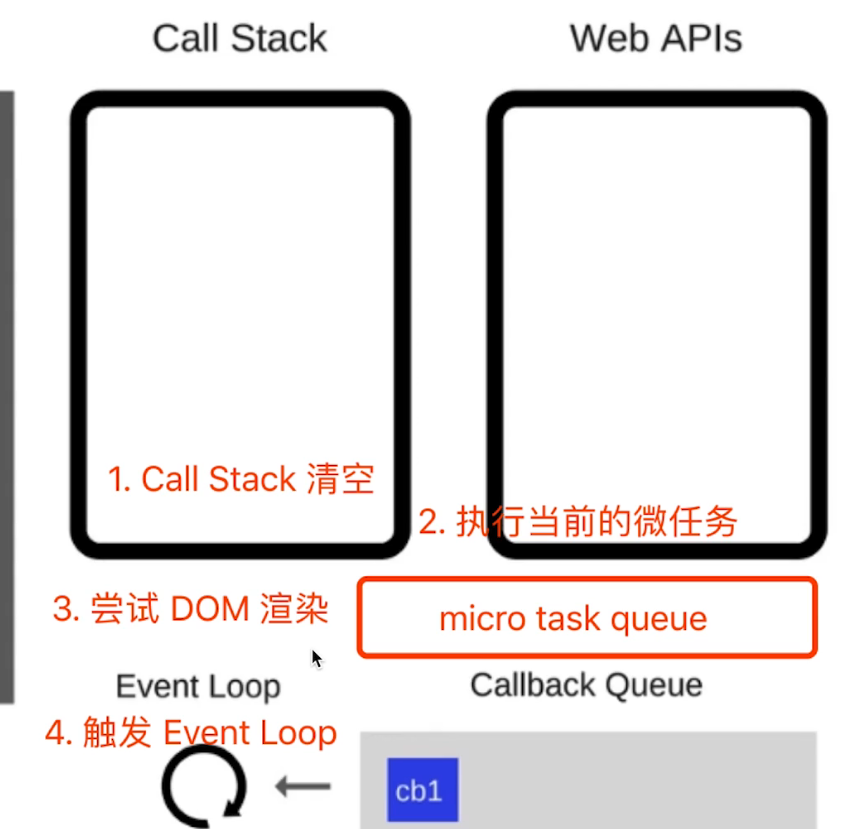 Call Stack
Web APIs
1. Call Stack 清空
2. 执行当前的微任务
3. 尝试 DOM 渲染
micro task queue
Event Loop
Callback Queue
4. 触发 Event Loop
cb1